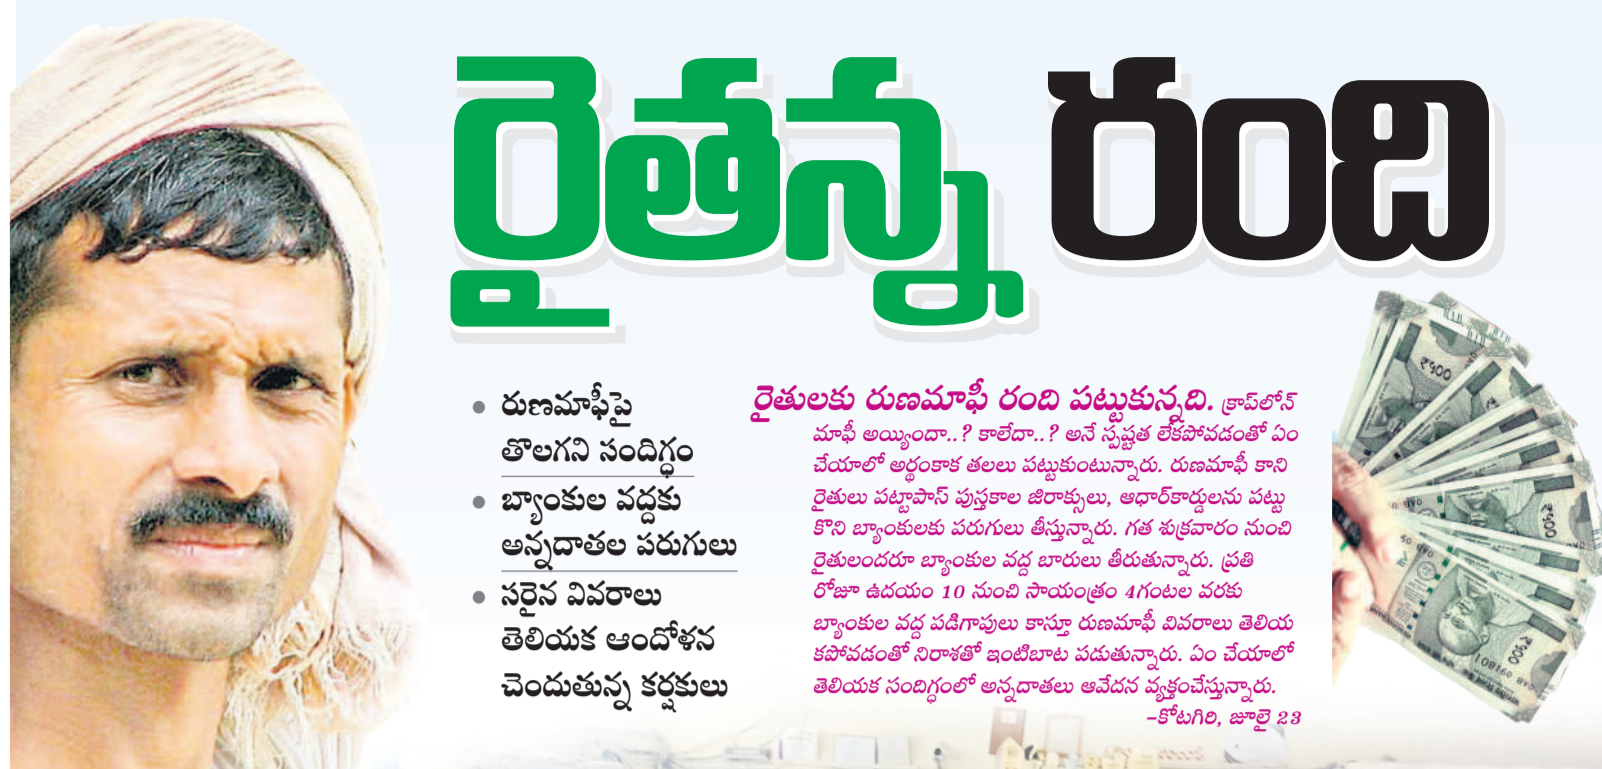 రైతన్న రంది
• రుణమాఫీపై
తొలగని సందిగ్ధం
• బ్యాంకుల వద్దకు
అన్నదాతల పరుగులు
• సరైన వివరాలు
తెలియక ఆందోళన
చెందుతున్న కర్షకులు
రైతులకు రుణమాఫీ రంది పట్టుకున్నది. క్రాప్‌లోన్
మాఫీ అయ్యిందా..? కాలేదా..? అనే స్పష్టత లేకపోవడంతో ఏం
చేయాలో అర్థంకాక తలలు పట్టుకుంటున్నారు. రుణమాఫీ కాని
రైతులు పట్టాపాస్ పుస్తకాల జిరాక్సులు, ఆధార్‌కార్డులను పట్టు
కొని బ్యాంకులకు పరుగులు తీస్తున్నారు. గత శుక్రవారం నుంచి
రైతులందరూ బ్యాంకుల వద్ద బారులు తీరుతున్నారు. ప్రతి
రోజూ ఉదయం 10 నుంచి సాయంత్రం 4గంటల వరకు
బ్యాంకుల వద్ద పడిగాపులు కాస్తూ రుణమాఫీ వివరాలు తెలియ
కపోవడంతో నిరాశతో ఇంటిబాట పడుతున్నారు. ఏం చేయాలో
తెలియక సందిగ్ధంలో అన్నదాతలు ఆవేదన వ్యక్తంచేస్తున్నారు.
-కోటగిరి, జూలై 23